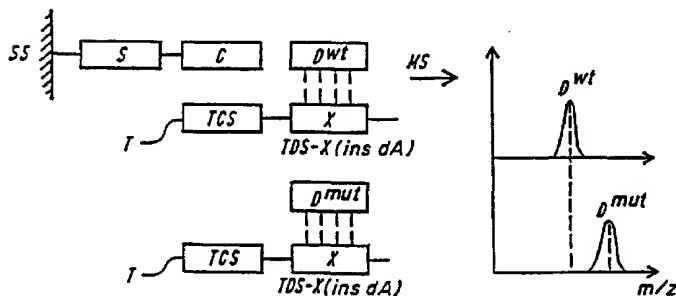 SS
S
C
D^wt
MS
T
TCS
X
TDS-X (ins dA)
D^mut
T
TCS
X
TDS-X (ins dA)
D^wt
D^mut
m/z